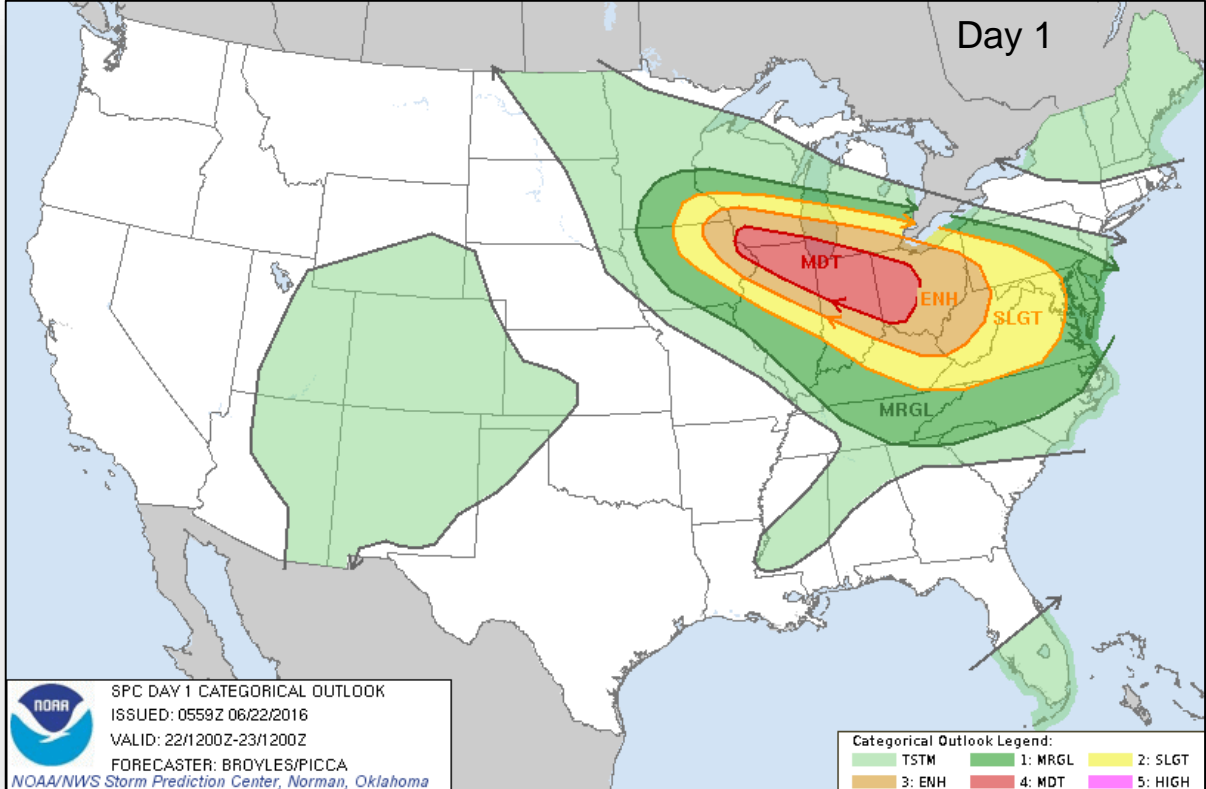 Day 1
MDT
ENH
SLGT
MRGL
NOAA
SPC DAY 1 CATEGORICAL OUTLOOK
ISSUED: 0559Z 06/22/2016
VALID: 22/1200Z-23/1200Z
FORECASTER: BROYLES/PICCA
NOAA/NWS Storm Prediction Center, Norman, Oklahoma
Categorical Outlook Legend:
TSTM 1: MRGL 2: SLGT
3: ENH 4: MDT 5: HIGH